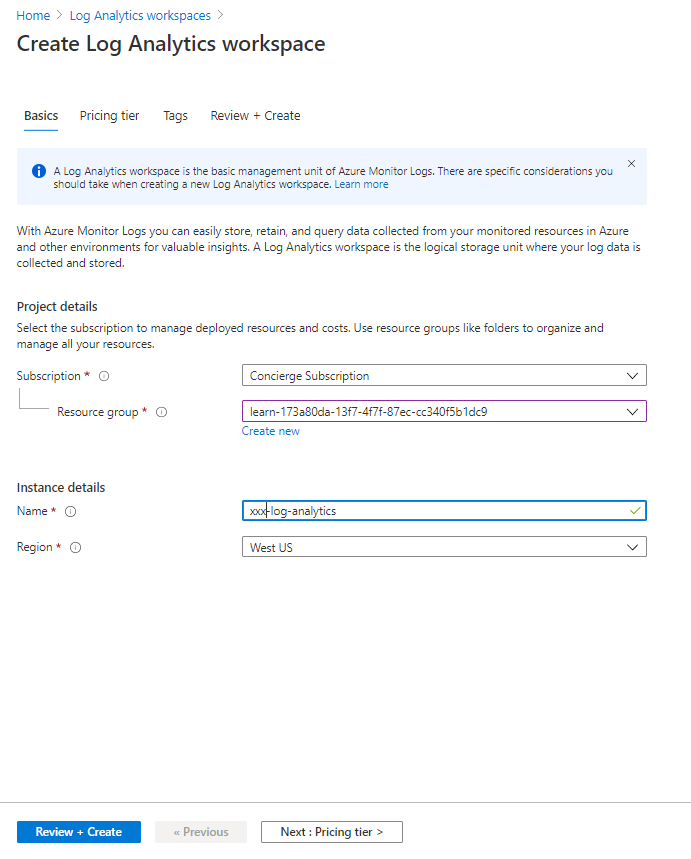 Home > Log Analytics workspaces >
Create Log Analytics workspace
Basics Pricing tier Tags Review + Create
A Log Analytics workspace is the basic management unit of Azure Monitor Logs. There are specific considerations you
should take when creating a new Log Analytics workspace. Learn more
With Azure Monitor Logs you can easily store, retain, and query data collected from your monitored resources in Azure
and other environments for valuable insights. A Log Analytics workspace is the logical storage unit where your log data is
collected and stored.
Project details
Select the subscription to manage deployed resources and costs. Use resource groups like folders to organize and
manage all your resources.
Subscription * Concierge Subscription
Resource group * learn-173a80da-13f7-4f7f-87ec-cc340f5b1dc9
Create new
Instance details
Name * xxx-log-analytics
Region * West US
Review + Create « Previous Next : Pricing tier >